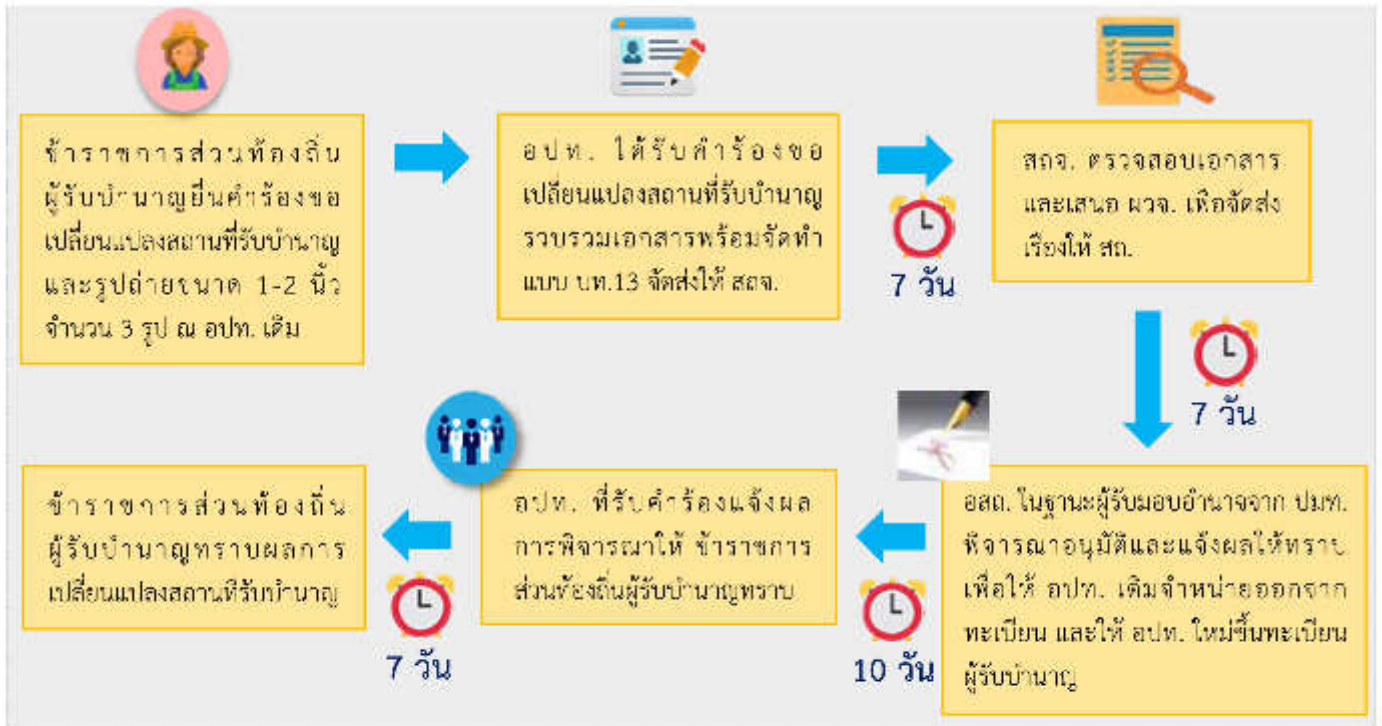 ข้าราชการส่วนท้องถิ่น
ผู้รับบำนาญยื่นคำร้องขอ
เปลี่ยนแปลงสถานที่รับบำนาญ
และรูปถ่ายขนาด 1-2 นิ้ว
จำนวน 3 รูป ณ อปท. เดิม
อปท. ได้รับคำร้องขอ
เปลี่ยนแปลงสถานที่รับบำนาญ
รวบรวมเอกสารพร้อมจัดทำ
แบบ บท.13 จัดส่งให้ สถจ.
7 วัน
สถจ. ตรวจสอบเอกสาร
และเสนอ ผวจ. เพื่อจัดส่ง
เรื่องให้ สถ.
7 วัน
อสถ. ในฐานะผู้รับมอบอำนาจจาก ปมท.
พิจารณาอนุมัติและแจ้งผลให้ทราบ
เพื่อให้ อปท. เดิมจำหน่ายออกจาก
ทะเบียน และให้ อปท. ใหม่ขึ้นทะเบียน
ผู้รับบำนาญ
10 วัน
อปท. ที่รับคำร้องแจ้งผล
การพิจารณาให้ ข้าราชการ
ส่วนท้องถิ่นผู้รับบำนาญทราบ
7 วัน
ข้าราชการส่วนท้องถิ่น
ผู้รับบำนาญทราบผลการ
เปลี่ยนแปลงสถานที่รับบำนาญ